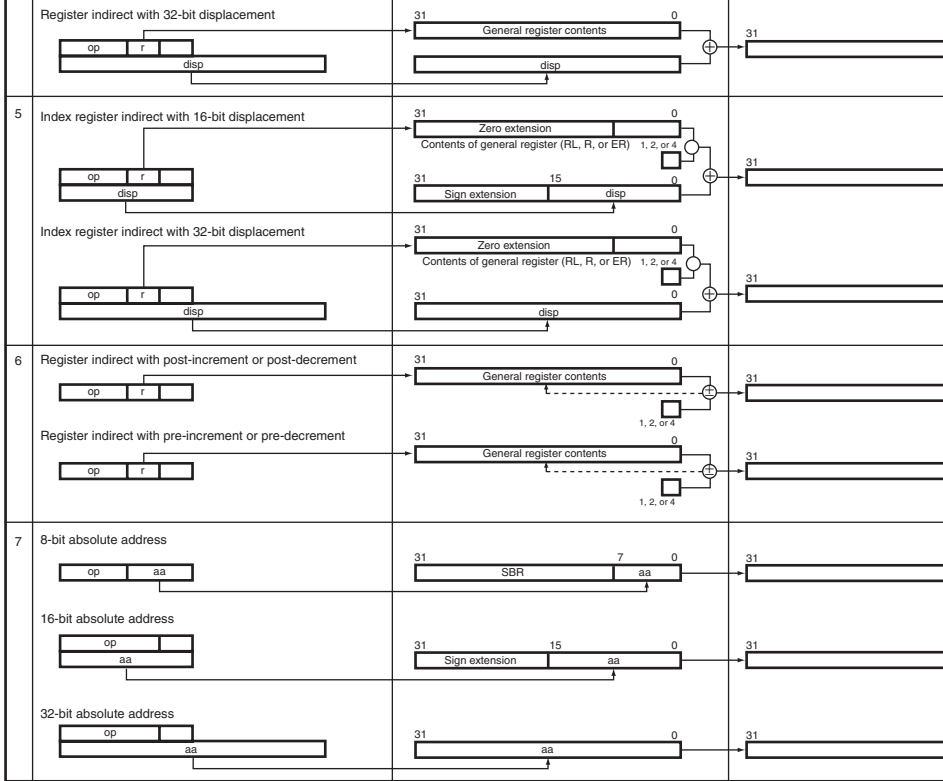 Register indirect with 32-bit displacement
31 0
General register contents
op r
31
disp disp
5 Index register indirect with 16-bit displacement
31 0
Zero extension
Contents of general register (RL, R, or ER) 1, 2, or 4
31
op r
31 15 0
disp Sign extension disp
Index register indirect with 32-bit displacement
31 0
Zero extension
Contents of general register (RL, R, or ER) 1, 2, or 4
31
op r
31 0
disp disp
6 Register indirect with post-increment or post-decrement
31 0
General register contents
31
op r
1, 2, or 4
Register indirect with pre-increment or pre-decrement
31 0
General register contents
31
op r
1, 2, or 4
7 8-bit absolute address
31 7 0 31
op aa SBR aa
16-bit absolute address
op
31 15 0 31
aa Sign extension aa
32-bit absolute address
op
31 0 31
aa aa